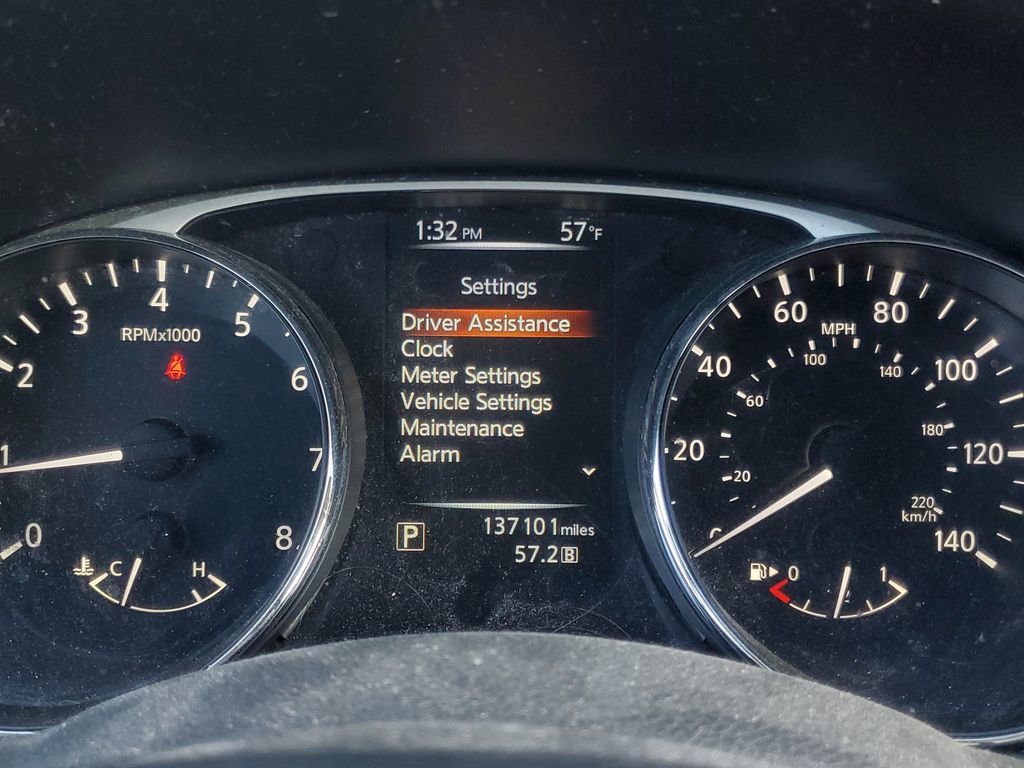 1:32 PM 57°F
Settings
Driver Assistance
Clock
Meter Settings
Vehicle Settings
Maintenance
Alarm
P
137101 miles
57.2 B
0
1
2
3
4
5
6
7
8
RPMx1000
C H
0
20
40
60
80
100
120
140
MPH
20
60
100
140
180
220
km/h
0 1